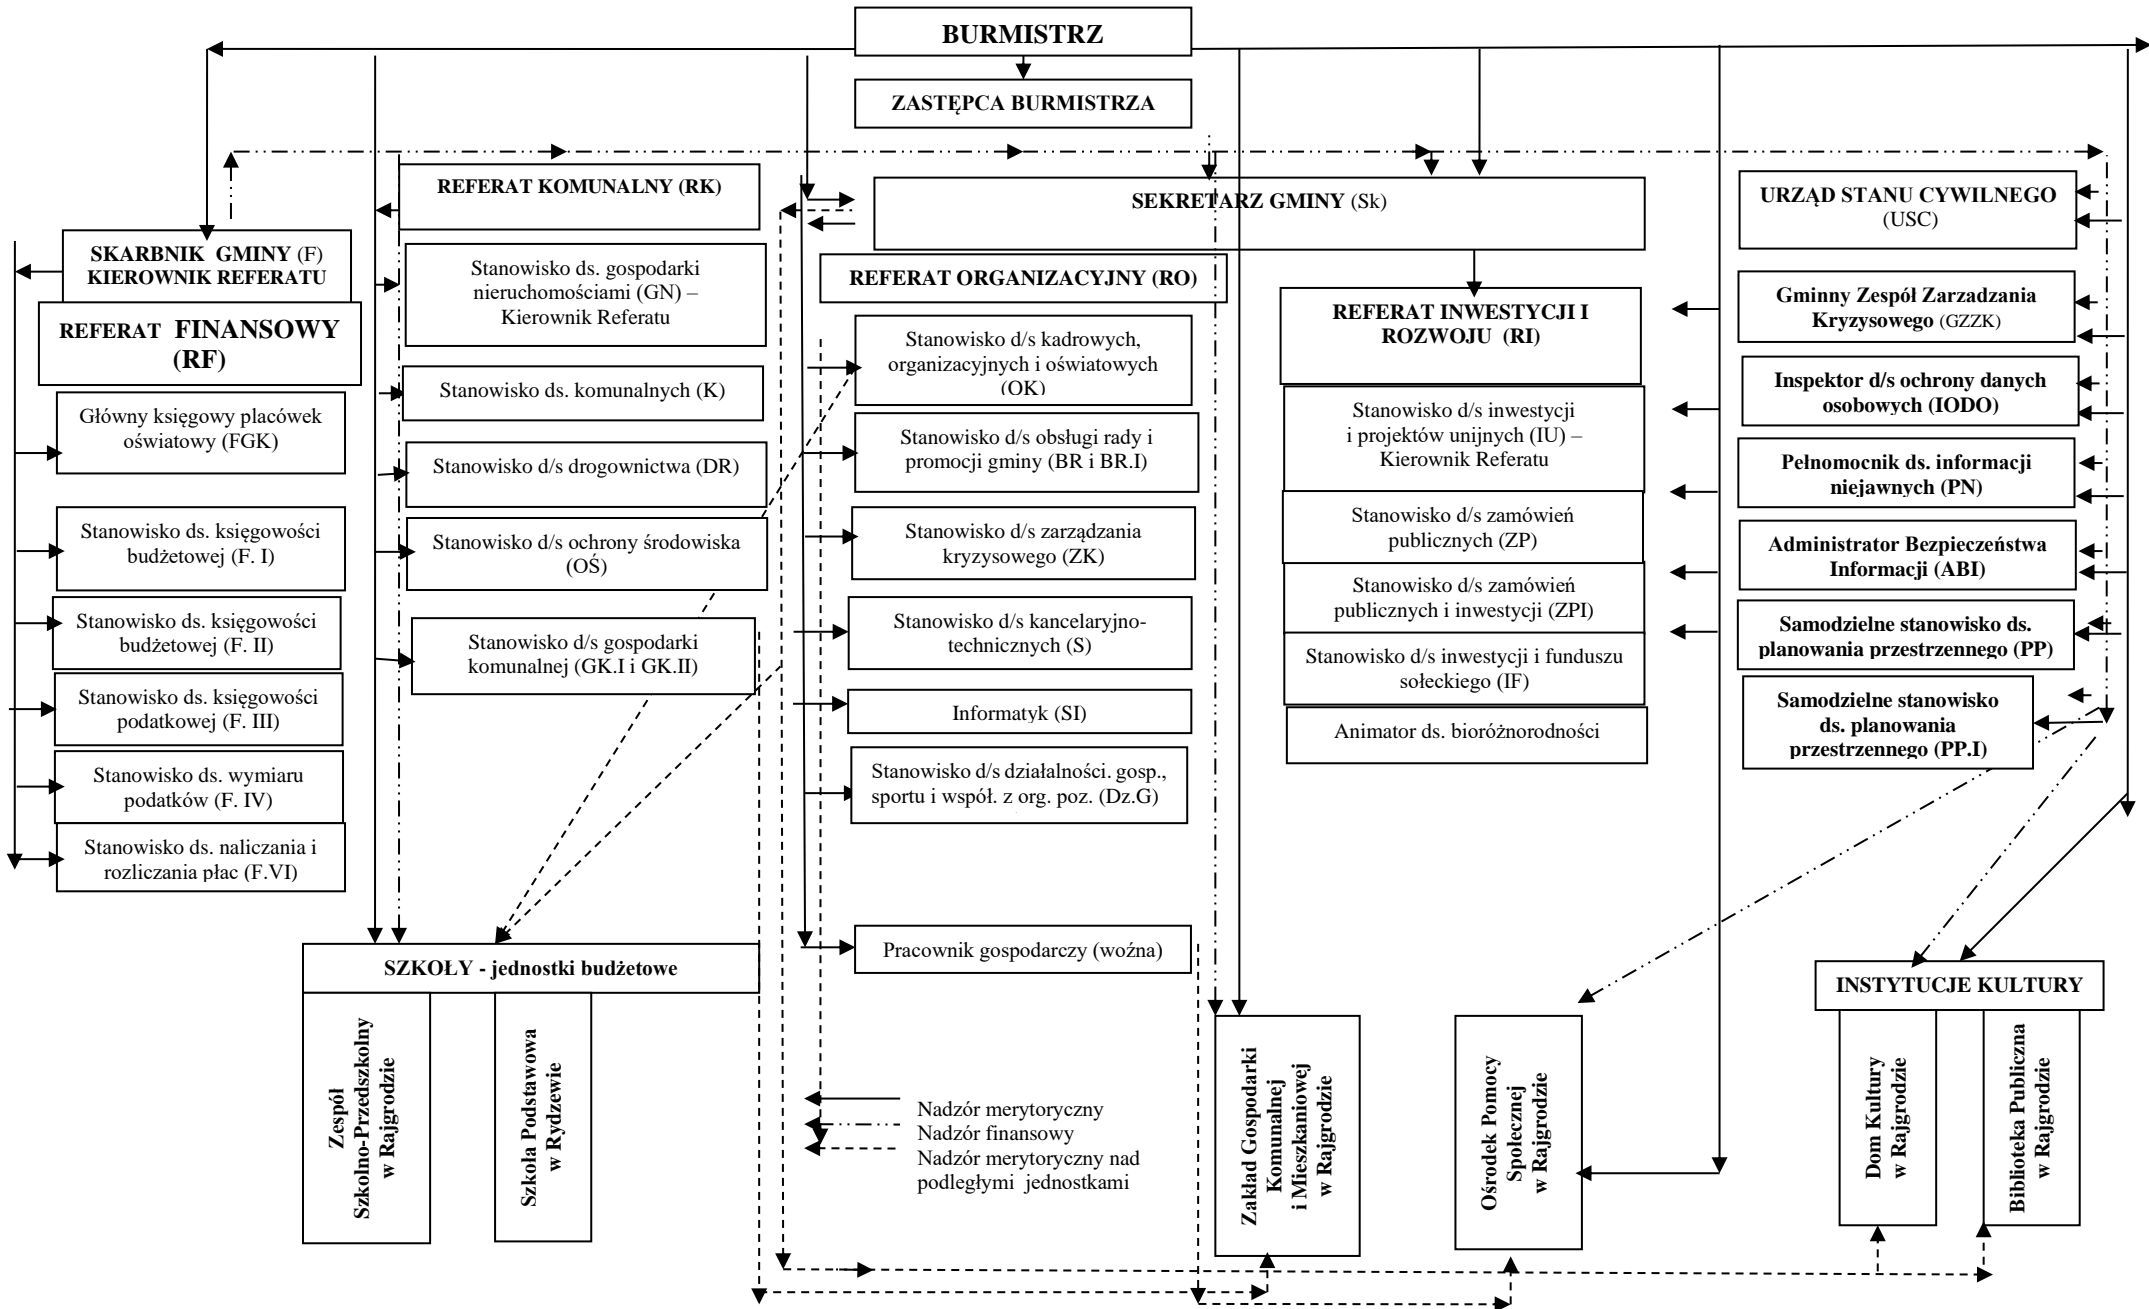 BURMISTRZ
ZASTĘPCA BURMISTRZA
SKARBNIK GMINY (F)
KIEROWNIK REFERATU
REFERAT FINANSOWY
(RF)
Główny księgowy placówek
oświatowy (FGK)
Stanowisko ds. księgowości
budżetowej (F. I)
Stanowisko ds. księgowości
budżetowej (F. II)
Stanowisko ds. księgowości
podatkowej (F. III)
Stanowisko ds. wymiaru
podatków (F. IV)
Stanowisko ds. naliczania i
rozliczania płac (F.VI)
REFERAT KOMUNALNY (RK)
Stanowisko ds. gospodarki
nieruchomościami (GN) –
Kierownik Referatu
Stanowisko ds. komunalnych (K)
Stanowisko d/s drogownictwa (DR)
Stanowisko d/s ochrony środowiska
(OŚ)
Stanowisko d/s gospodarki
komunalnej (GK.I i GK.II)
SEKRETARZ GMINY (Sk)
REFERAT ORGANIZACYJNY (RO)
Stanowisko d/s kadrowych,
organizacyjnych i oświatowych
(OK)
Stanowisko d/s obsługi rady i
promocji gminy (BR i BR.I)
Stanowisko d/s zarządzania
kryzysowego (ZK)
Stanowisko d/s kancelaryjno-
technicznych (S)
Informatyk (SI)
Stanowisko d/s działalności. gosp.,
sportu i współ. z org. poz. (Dz.G)
Pracownik gospodarczy (woźna)
REFERAT INWESTYCJI I
ROZWOJU (RI)
Stanowisko d/s inwestycji
i projektów unijnych (IU) –
Kierownik Referatu
Stanowisko d/s zamówień
publicznych (ZP)
Stanowisko d/s zamówień
publicznych i inwestycji (ZPI)
Stanowisko d/s inwestycji i funduszu
sołeckiego (IF)
Animator ds. bioróżnorodności
URZĄD STANU CYWILNEGO
(USC)
Gminny Zespół Zarzadzania
Kryzysowego (GZZK)
Inspektor d/s ochrony danych
osobowych (IODO)
Pełnomocnik ds. informacji
niejawnych (PN)
Administrator Bezpieczeństwa
Informacji (ABI)
Samodzielne stanowisko ds.
planowania przestrzennego (PP)
Samodzielne stanowisko
ds. planowania
przestrzennego (PP.I)
SZKOŁY - jednostki budżetowe
Zespół
Szkolno-Przedszkolny
w Rajgrodzie
Szkoła Podstawowa
w Rydzewie
Nadzór merytoryczny
Nadzór finansowy
Nadzór merytoryczny nad
podległymi jednostkami
Zakład Gospodarki
Komunalnej
i Mieszkaniowej
w Rajgrodzie
Ośrodek Pomocy
Społecznej
w Rajgrodzie
INSTYTUCJE KULTURY
Dom Kultury
w Rajgrodzie
Biblioteka Publiczna
w Rajgrodzie